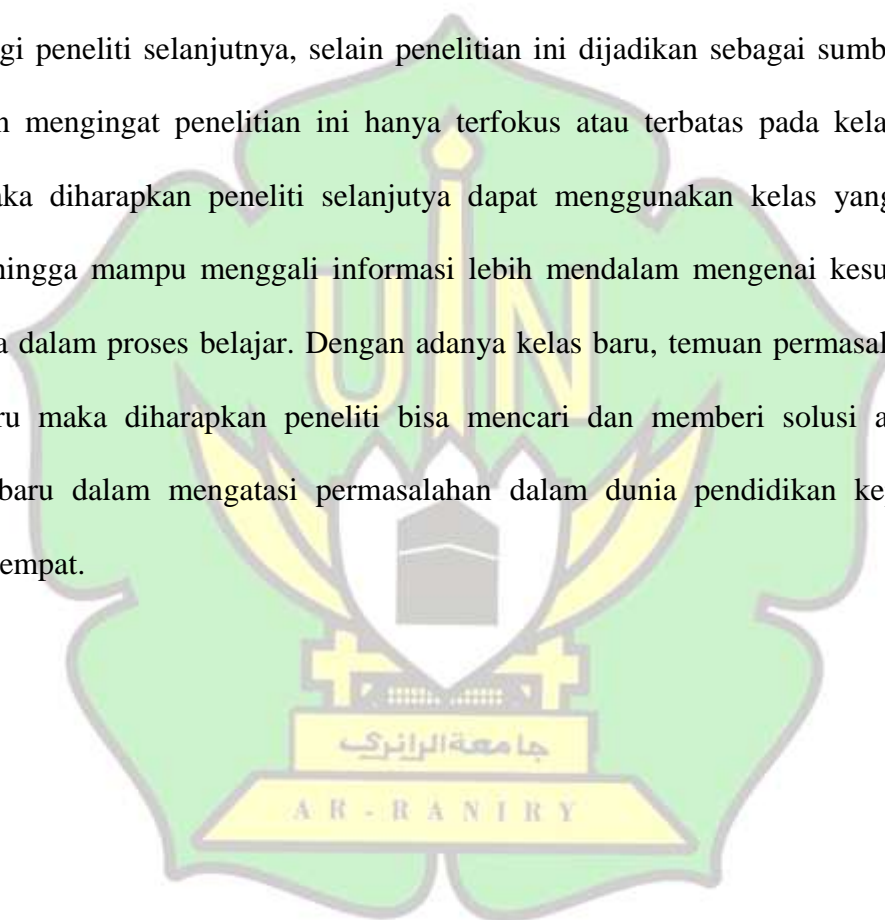 gi peneliti selanjutnya, selain penelitian ini dijadikan sebagai sumb
n mengingat penelitian ini hanya terfokus atau terbatas pada kela
aka diharapkan peneliti selanjutya dapat menggunakan kelas yang
hingga mampu menggali informasi lebih mendalam mengenai kesu
a dalam proses belajar. Dengan adanya kelas baru, temuan permasal
ru maka diharapkan peneliti bisa mencari dan memberi solusi a
baru dalam mengatasi permasalahan dalam dunia pendidikan ke
empat.
UIN
جامعة الرانري
AR-RANIRY